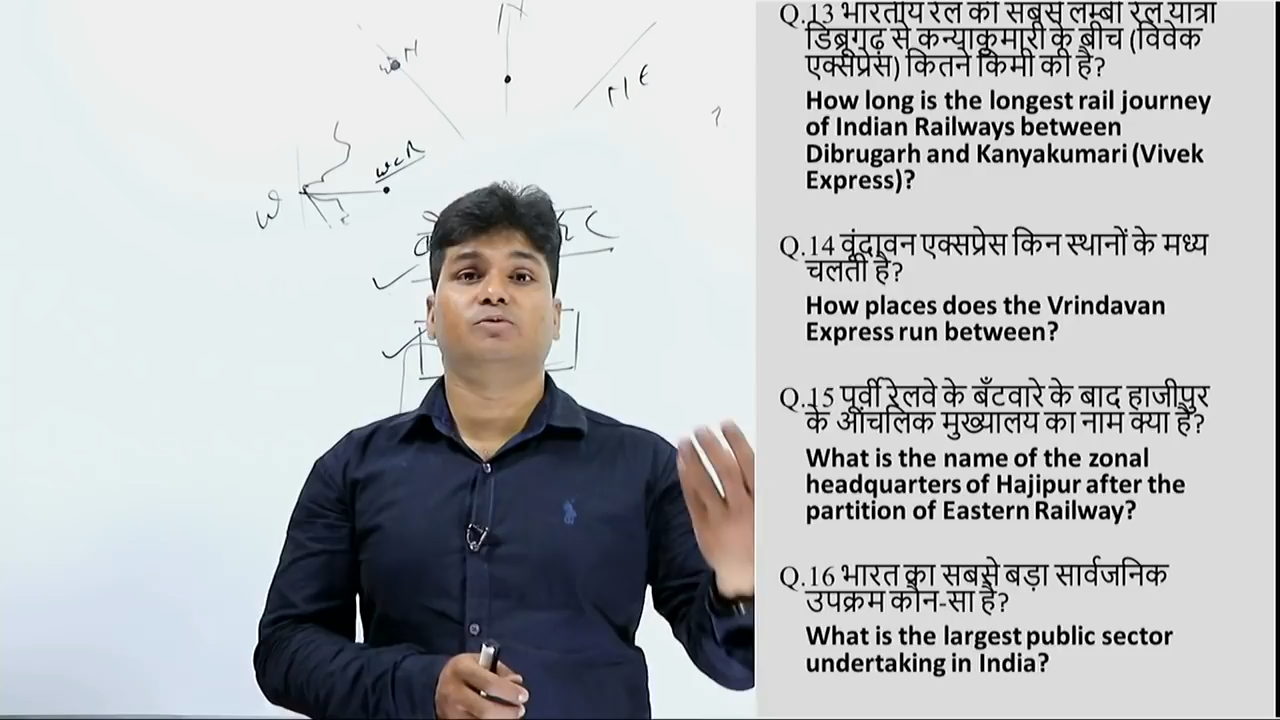 N
W
N
NE
?
WCR
W
C
Q.13 भारतीय रेल की सबसे लम्बी रेल यात्रा
डिब्रूगढ़ से कन्याकुमारी के बीच (विवेक
एक्सप्रेस) कितने किमी की है?
How long is the longest rail journey
of Indian Railways between
Dibrugarh and Kanyakumari (Vivek
Express)?
Q.14 वृंदावन एक्सप्रेस किन स्थानों के मध्य
चलती है?
How places does the Vrindavan
Express run between?
Q.15 पूर्वी रेलवे के बँटवारे के बाद हाजीपुर
के आंचलिक मुख्यालय का नाम क्या है?
What is the name of the zonal
headquarters of Hajipur after the
partition of Eastern Railway?
Q.16 भारत का सबसे बड़ा सार्वजनिक
उपक्रम कौन-सा है?
What is the largest public sector
undertaking in India?